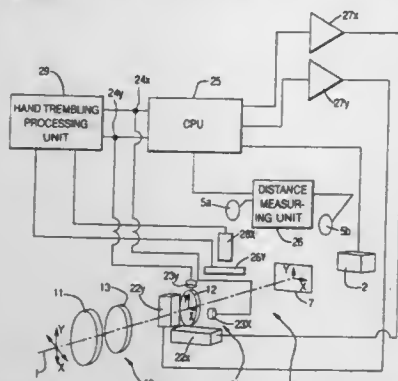 27x
24x
25
29
24y
27y
HAND TREMBLING
PROCESSING
UNIT
CPU
DISTANCE
MEASUR-
ING UNIT
5a
5b
28X
26
26Y
2
23y
12
Y
X
7
22y
13
11
23X
Y
X
22x